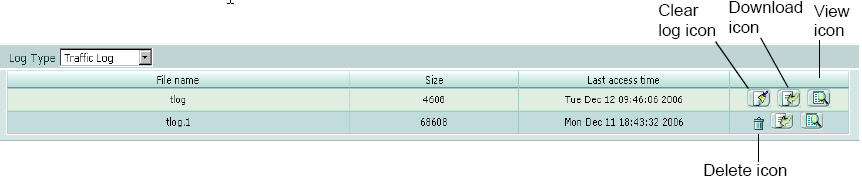 Clear log icon
Download icon
View icon
Log Type Traffic Log
File name Size Last access time
tlog 4608 Tue Dec 12 09:46:06 2006
tlog.1 68608 Mon Dec 11 18:43:32 2006
Delete icon